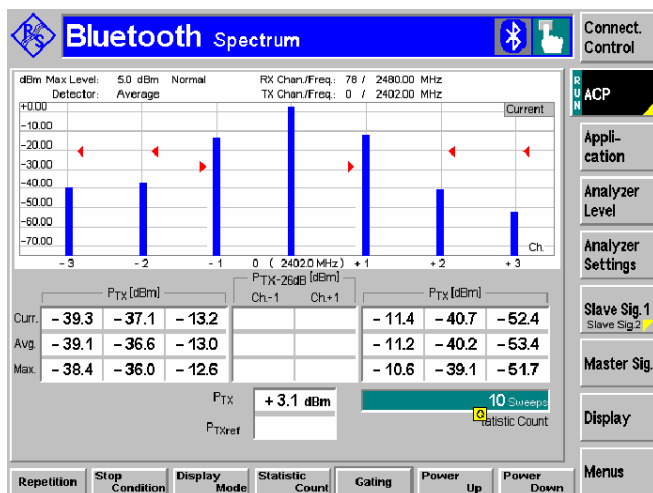 Bluetooth Spectrum
Connect.
Control
dBm Max Level: 5.0 dBm Normal RX Chan./Freq.: 78 / 2480.00 MHz
Detector: Average TX Chan./Freq.: 0 / 2402.00 MHz
RUN
ACP
+0.00
Current
-10.00
-20.00
-30.00
-40.00
-50.00
-60.00
-70.00
Ch.
-3 -2 -1 0 ( 2402.0 MHz ) +1 +2 +3
Appli-
cation
Analyzer
Level
Analyzer
Settings
Slave Sig.1
Slave Sig.2
Master Sig.
Display
Menus
PTX [dBm] PTX-26dB [dBm] PTX [dBm]
Ch.-1 Ch.+1
Curr. -39.3 -37.1 -13.2 -11.4 -40.7 -52.4
Avg. -39.1 -36.6 -13.0 -11.2 -40.2 -53.4
Max. -38.4 -36.0 -12.6 -10.6 -39.1 -51.7
PTX +3.1 dBm 10 Sweeps
PTXref tatistic Count
Repetition
Stop
Condition
Display
Mode
Statistic
Count
Gating
Power
Up
Power
Down